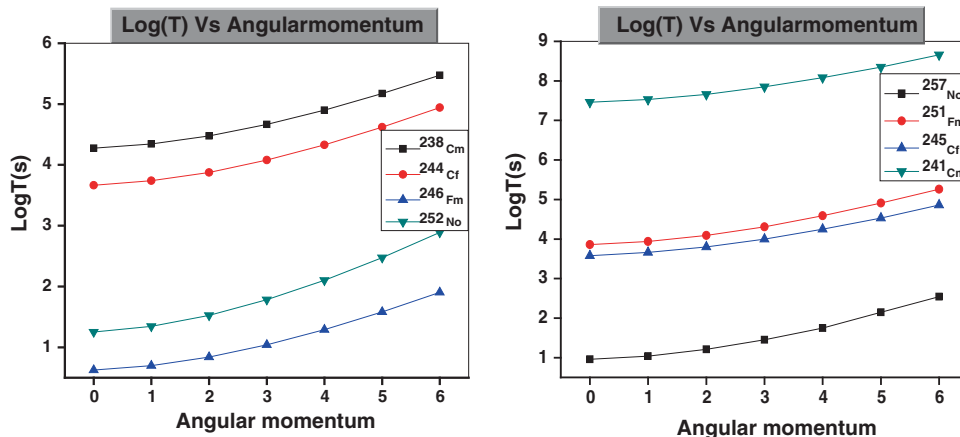 Log(T) Vs Angularmomentum
6
5
4
3
2
1
LogT(s)
238Cm
244Cf
246Fm
252No
0 1 2 3 4 5 6
Angular momentum
Log(T) Vs Angularmomentum
9
8
7
6
5
4
3
2
1
LogT(s)
257No
251Fm
245Cf
241Cm
0 1 2 3 4 5 6
Angular momentum